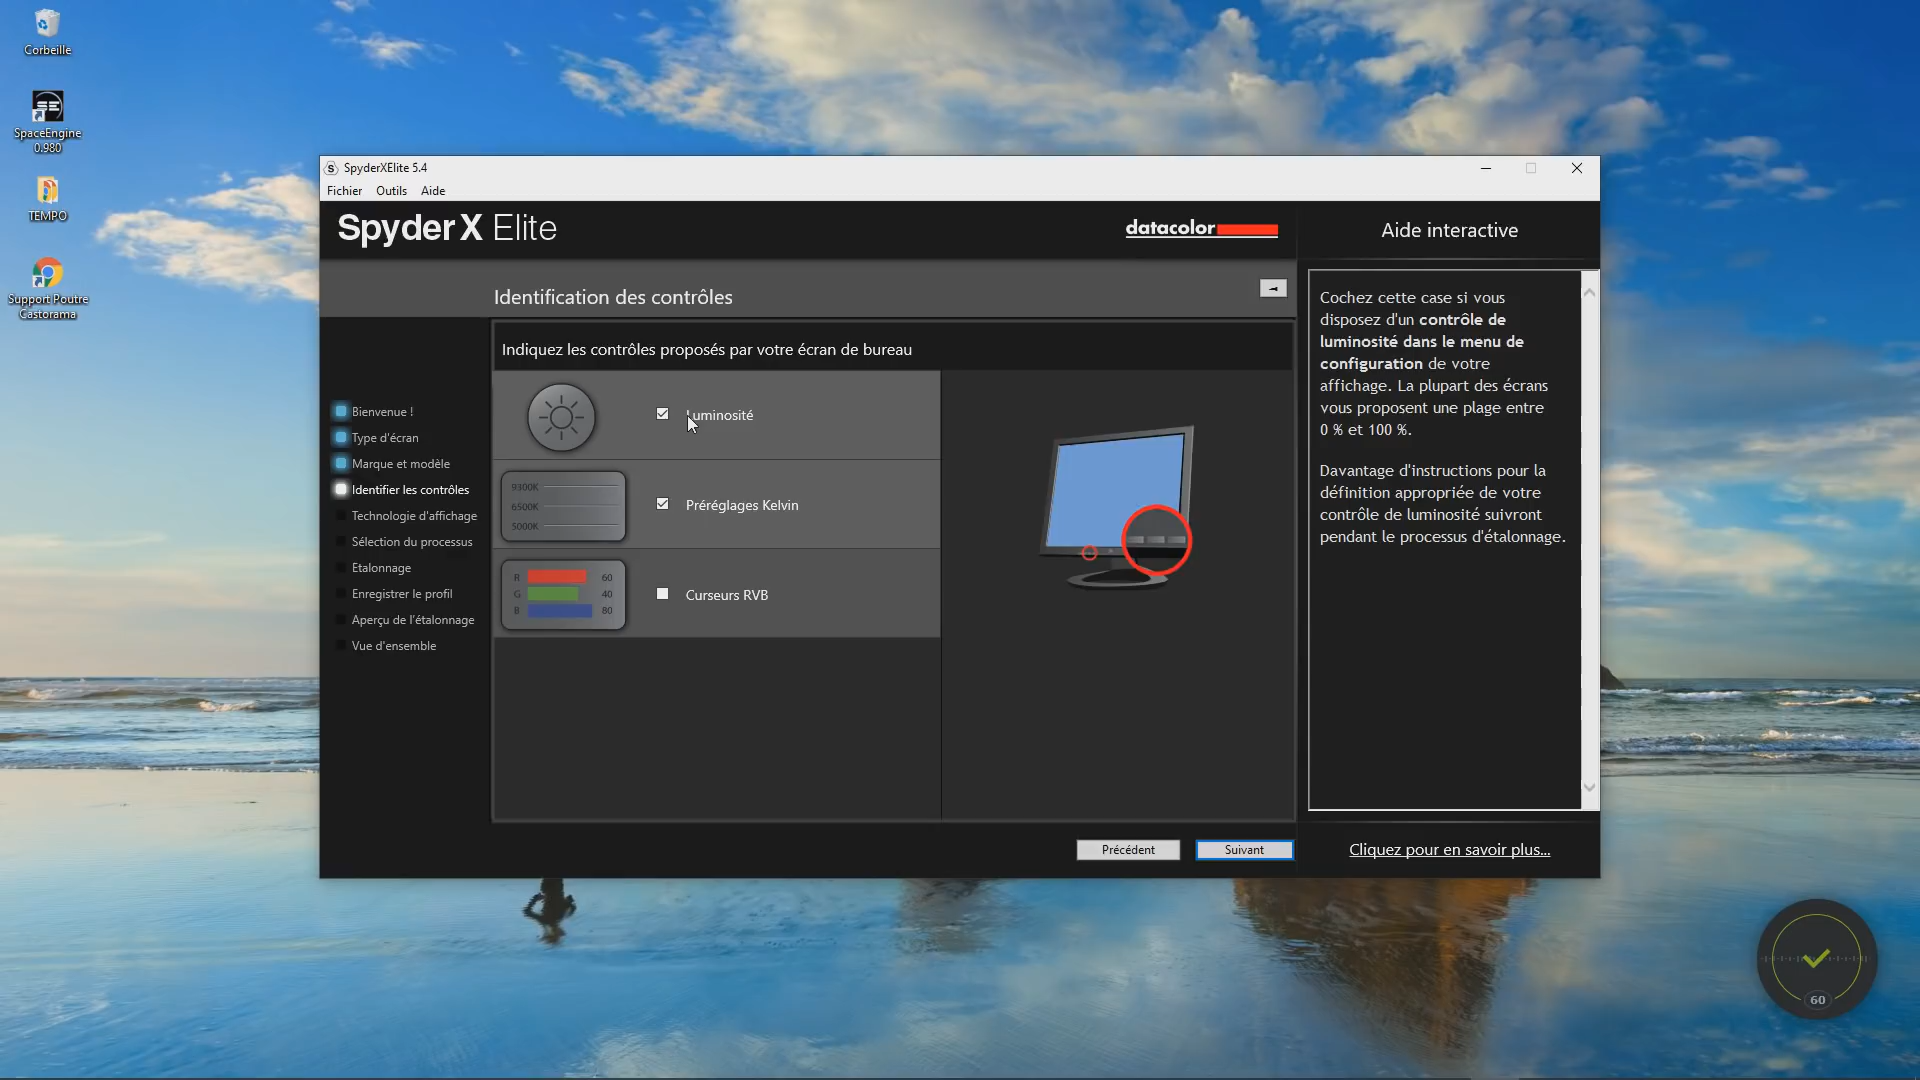 Corbeille
SpaceEngine
0.980
TEMPO
Support Poutre
Castorama
SpyderXElite 5.4
Fichier Outils Aide
SpyderX Elite
datacolor
Aide interactive
Identification des contrôles
Indiquez les contrôles proposés par votre écran de bureau
Bienvenue !
Type d'écran
Marque et modèle
Identifier les contrôles
Technologie d'affichage
Sélection du processus
Etalonnage
Enregistrer le profil
Aperçu de l'étalonnage
Vue d'ensemble
Luminosité
9300K
6500K
5000K
Préréglages Kelvin
R 60
G 40
B 80
Curseurs RVB
Cochez cette case si vous
disposez d'un contrôle de
luminosité dans le menu de
configuration de votre
affichage. La plupart des écrans
vous proposent une plage entre
0 % et 100 %.
Davantage d'instructions pour la
définition appropriée de votre
contrôle de luminosité suivront
pendant le processus d'étalonnage.
Précédent
Suivant
Cliquez pour en savoir plus...
60